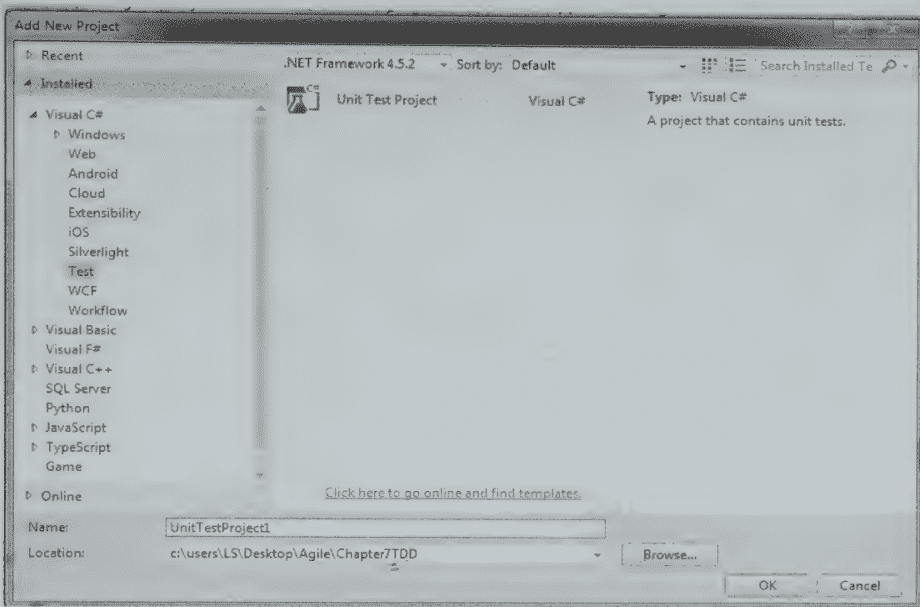 Add New Project
Recent
.NET Framework 4.5.2
Sort by: Default
Search Installed Te
Installed
Unit Test Project
Visual C#
Type: Visual C#
A project that contains unit tests.
Visual C#
Windows
Web
Android
Cloud
Extensibility
iOS
Silverlight
Test
WCF
Workflow
Visual Basic
Visual F#
Visual C++
SQL Server
Python
JavaScript
TypeScript
Game
Online
Click here to go online and find templates.
Name: UnitTestProject1
Location: c:\users\LS\Desktop\Agile\Chapter7TDD
Browse...
OK
Cancel